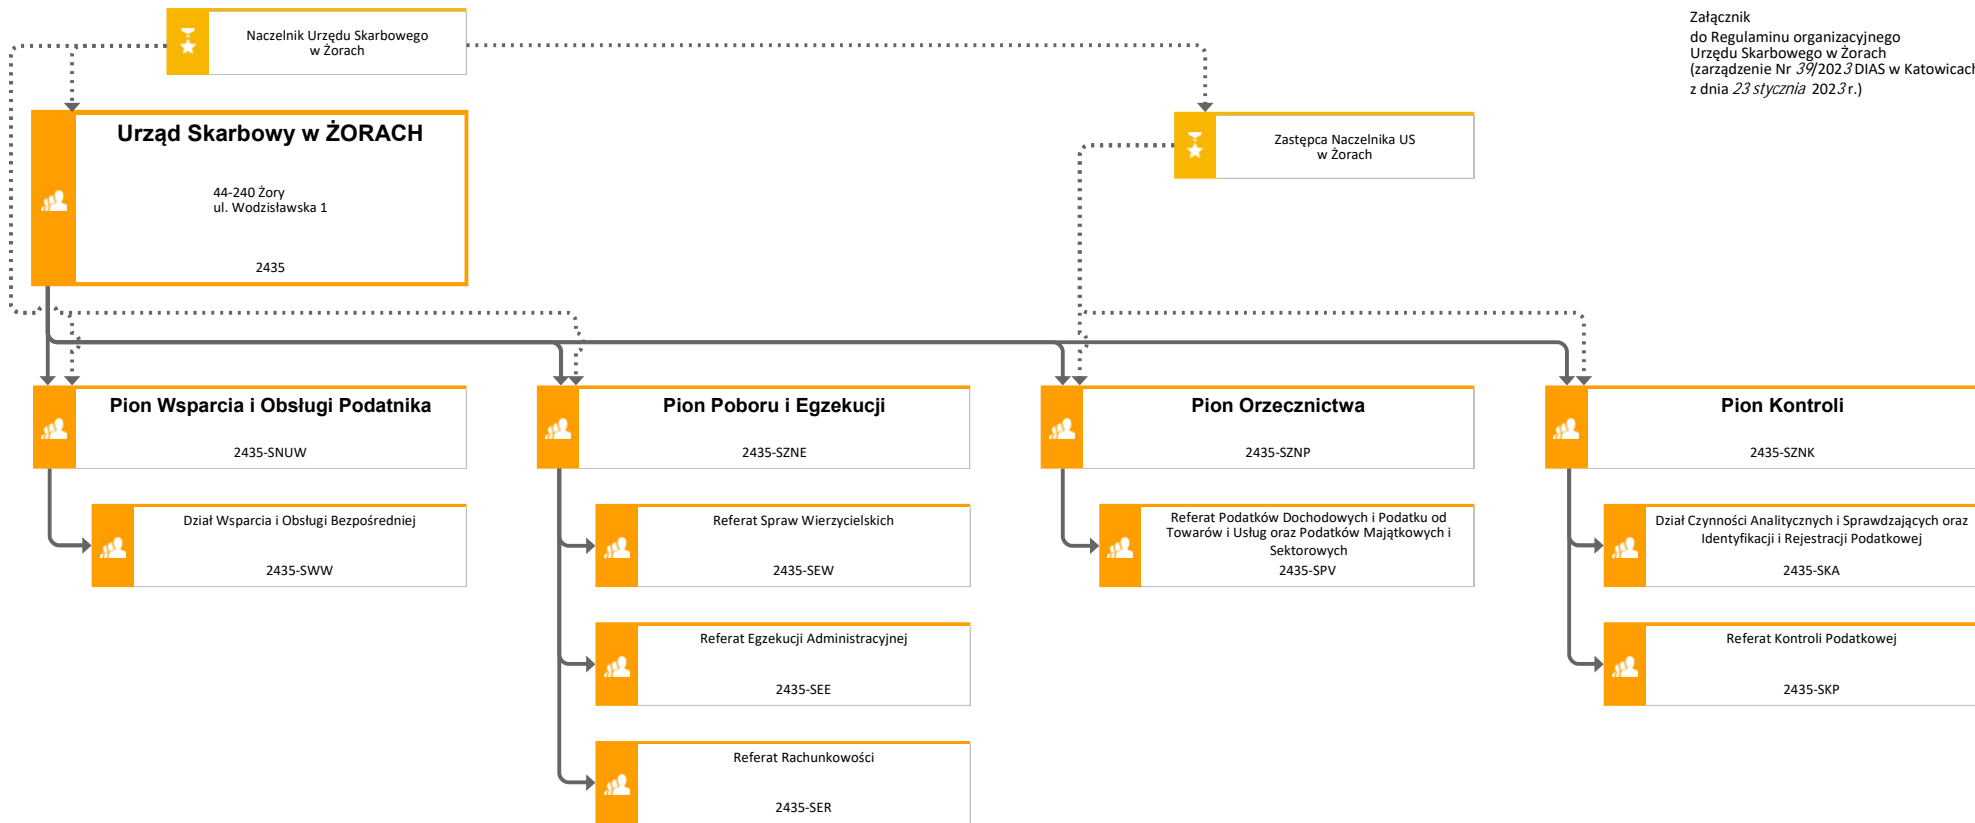 Naczelnik Urzędu Skarbowego
w Żorach
Załącznik
do Regulaminu organizacyjnego
Urzędu Skarbowego w Żorach
(zarządzenie Nr 39/2023 DIAS w Katowicach
z dnia 23 stycznia 2023 r.)
Urząd Skarbowy w ŻORACH
44-240 Żory
ul. Wodzisławska 1
2435
Zastępca Naczelnika US
w Żorach
Pion Wsparcia i Obsługi Podatnika
2435-SNUW
Pion Poboru i Egzekucji
2435-SZNE
Pion Orzecznictwa
2435-SZNP
Pion Kontroli
2435-SZNK
Dział Wsparcia i Obsługi Bezpośredniej
2435-SWW
Referat Spraw Wierzycielskich
2435-SEW
Referat Podatków Dochodowych i Podatku od
Towarów i Usług oraz Podatków Majątkowych i
Sektorowych
2435-SPV
Dział Czynności Analitycznych i Sprawdzających oraz
Identyfikacji i Rejestracji Podatkowej
2435-SKA
Referat Egzekucji Administracyjnej
2435-SEE
Referat Kontroli Podatkowej
2435-SKP
Referat Rachunkowości
2435-SER